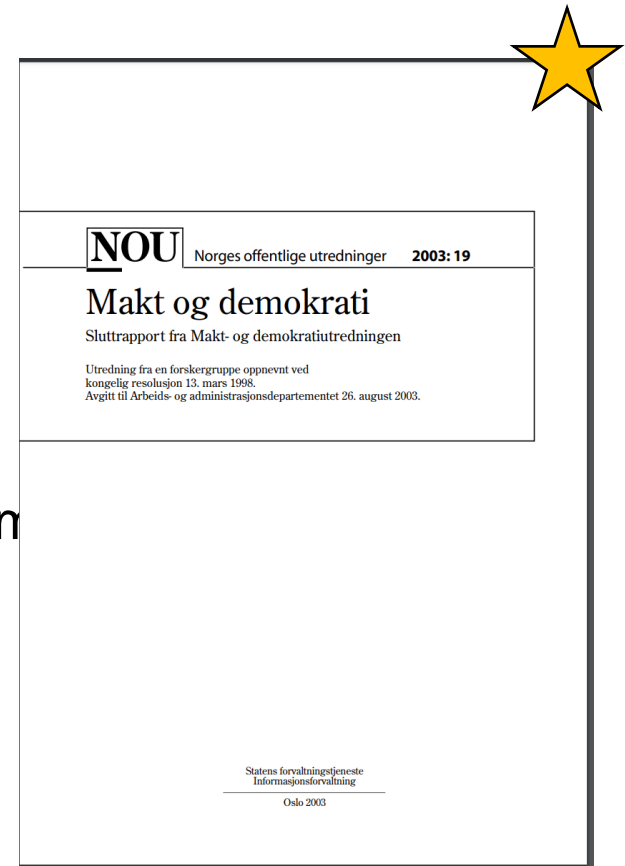 NOU Norges offentlige utredninger 2003: 19
Makt og demokrati
Sluttrapport fra Makt- og demokratiutredningen
Utredning fra en forskergruppe oppnevnt ved
kongelig resolusjon 13. mars 1998.
Avgitt til Arbeids- og administrasjonsdepartementet 26. august 2003.
Statens forvaltningstjeneste
Informasjonsforvaltning
Oslo 2003